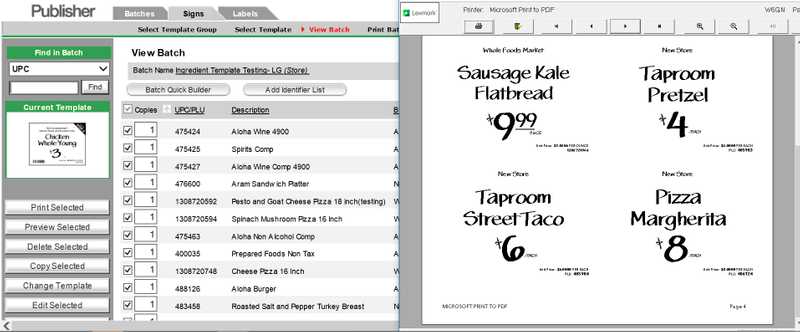 Publisher
Batches
Signs
Labels
Select Template Group
Select Template
View Batch
Print Bat
Find in Batch
UPC
Find
Current Template
Chicken
Whole Young
$3
Print Selected
Preview Selected
Delete Selected
Copy Selected
Change Template
Edit Selected
View Batch
Batch Name Ingredient Template Testing- LG (Store)
Batch Quick Builder
Add Identifier List
Copies UPC/PLU Description B
1 475424 Aloha Wine 4900 A
1 475425 Spirits Comp A
1 475427 Aloha Wine Comp 4900 A
1 476600 Aram Sandwich Platter N
1 1308720592 Pesto and Goat Cheese Pizza 18 inch(testing) W
1 1308720594 Spinach Mushroom Pizza 16 Inch W
1 475463 Aloha Non Alcohol Comp A
1 400035 Prepared Foods Non Tax A
1 1308720748 Cheese Pizza 16 Inch W
1 488126 Aloha Burger A
1 483458 Roasted Salt and Pepper Turkey Breast N
Lexmark
Printer: Microsoft Print to PDF
W6GN
Pa
Whole Foods Market
Sausage Kale
Flatbread
$9.99
/EACH
New Store
Taproom
Pretzel
$4
/EACH
New Store
Taproom
Street Taco
$6
/EACH
New Store
Pizza
Margherita
$8
/EACH
MICROSOFT PRINT TO PDF
Page 4